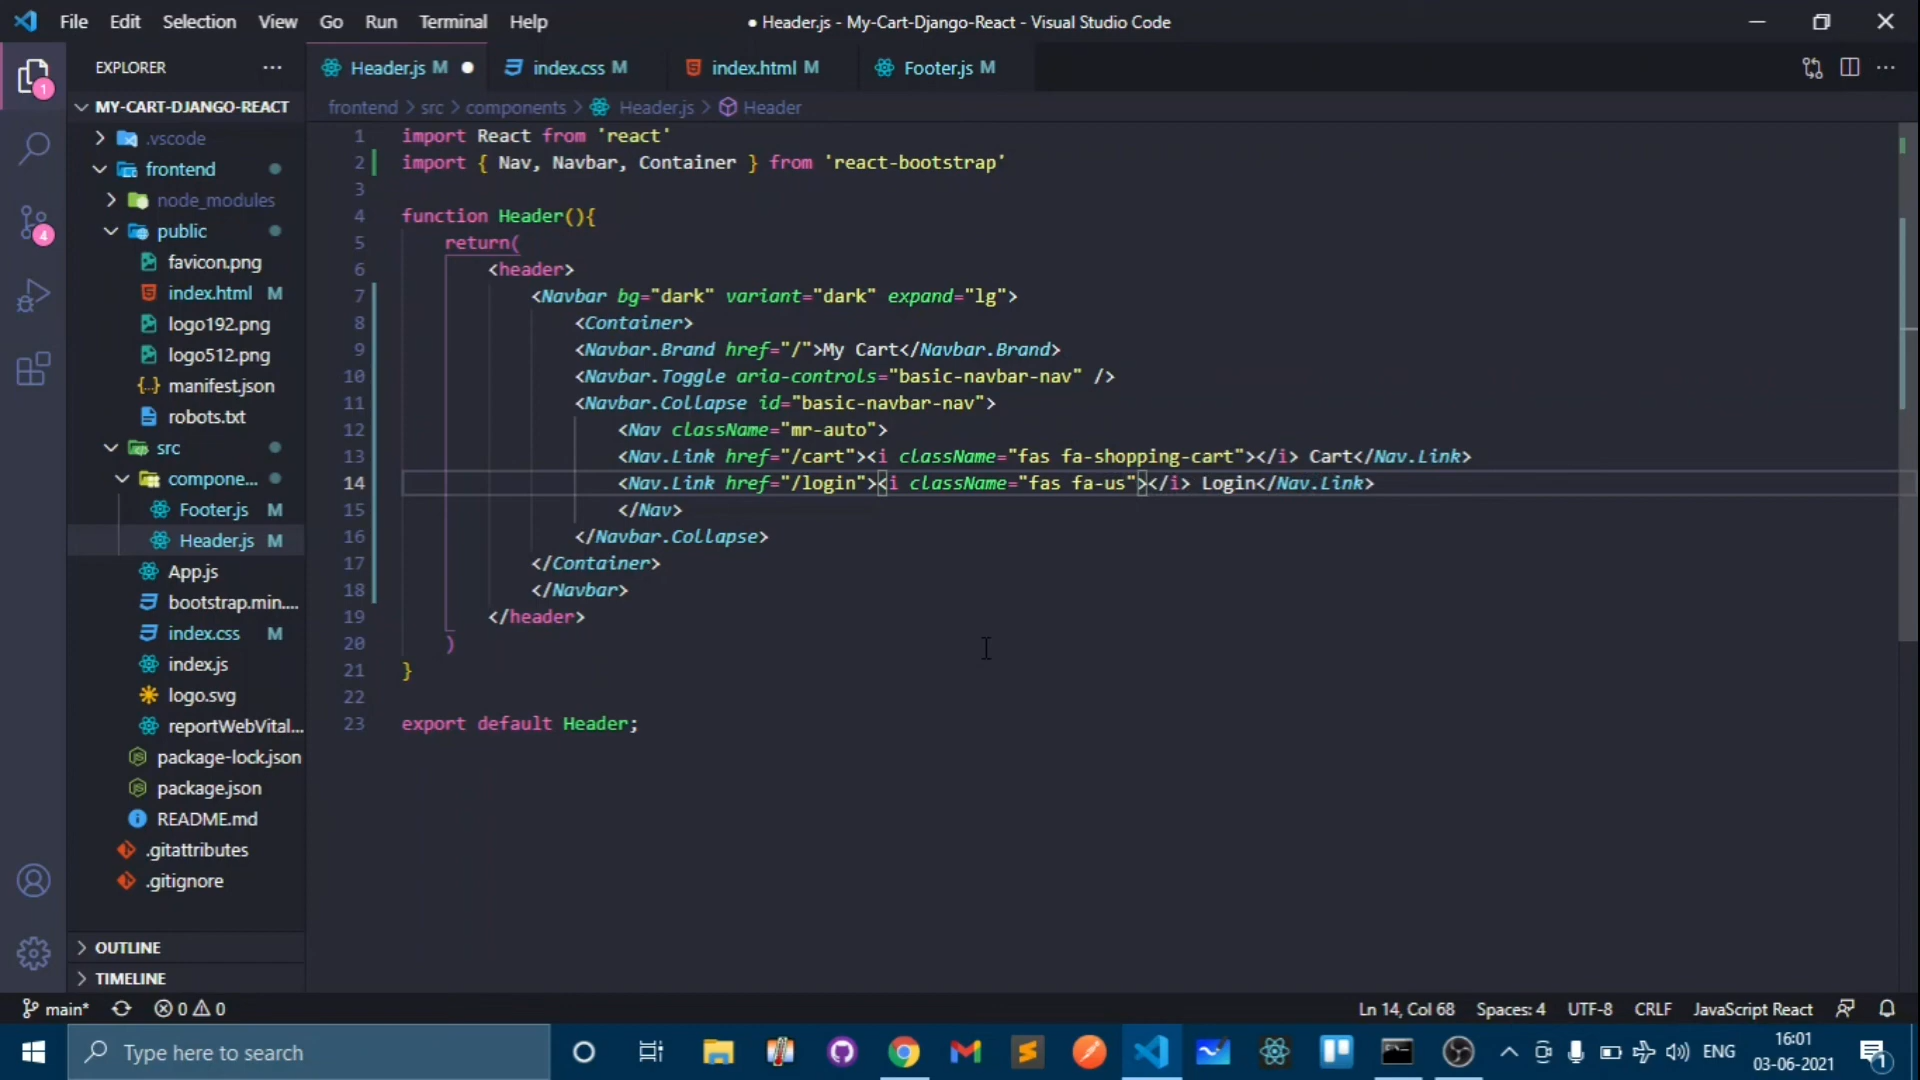 File Edit Selection View Go Run Terminal Help
● Header.js - My-Cart-Django-React - Visual Studio Code
EXPLORER
Header.js M
index.css M
index.html M
Footer.js M
MY-CART-DJANGO-REACT
frontend > src > components > Header.js > Header
.vscode
frontend
node_modules
public
favicon.png
index.html M
logo192.png
logo512.png
manifest.json
robots.txt
src
compone...
Footer.js M
Header.js M
App.js
bootstrap.min....
index.css M
index.js
logo.svg
reportWebVital...
package-lock.json
package.json
README.md
.gitattributes
.gitignore
OUTLINE
TIMELINE
1
4
1 import React from 'react'
2 import { Nav, Navbar, Container } from 'react-bootstrap'
3
4 function Header(){
5 return(
6 <header>
7 <Navbar bg="dark" variant="dark" expand="lg">
8 <Container>
9 <Navbar.Brand href="/">My Cart</Navbar.Brand>
10 <Navbar.Toggle aria-controls="basic-navbar-nav" />
11 <Navbar.Collapse id="basic-navbar-nav">
12 <Nav className="mr-auto">
13 <Nav.Link href="/cart"><i className="fas fa-shopping-cart"></i> Cart</Nav.Link>
14 <Nav.Link href="/login"><i className="fas fa-us"></i> Login</Nav.Link>
15 </Nav>
16 </Navbar.Collapse>
17 </Container>
18 </Navbar>
19 </header>
20 )
21 }
22
23 export default Header;
main* 0 0
Ln 14, Col 68 Spaces: 4 UTF-8 CRLF JavaScript React
Type here to search
ENG
16:01
03-06-2021
1